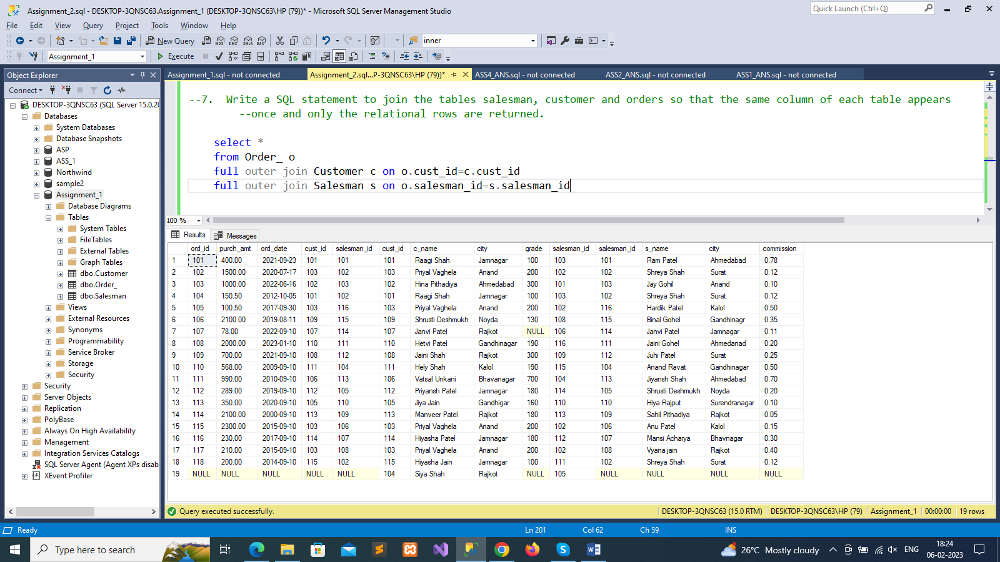 Assignment_2.sql - DESKTOP-3QNSC63.Assignment_1 (DESKTOP-3QNSC63\HP (79))* - Microsoft SQL Server Management Studio
Quick Launch (Ctrl+Q)
File Edit View Query Project Tools Window Help
New Query MDX DMX XMLA DAX inner
Assignment_1 Execute
Object Explorer
Connect
DESKTOP-3QNSC63 (SQL Server 15.0.20
Databases
System Databases
Database Snapshots
ASP
ASS_1
Northwind
sample2
Assignment_1
Database Diagrams
Tables
System Tables
FileTables
External Tables
Graph Tables
dbo.Customer
dbo.Order_
dbo.Salesman
Views
External Resources
Synonyms
Programmability
Service Broker
Storage
Security
Security
Server Objects
Replication
PolyBase
Always On High Availability
Management
Integration Services Catalogs
SQL Server Agent (Agent XPs disab
XEvent Profiler
Assignment_1.sql - not connected Assignment_2.sql...P-3QNSC63\HP (79))* ASS4_ANS.sql - not connected ASS2_ANS.sql - not connected ASS1_ANS.sql - not connected
--7. Write a SQL statement to join the tables salesman, customer and orders so that the same column of each table appears
--once and only the relational rows are returned.
select *
from Order_ o
full outer join Customer c on o.cust_id=c.cust_id
full outer join Salesman s on o.salesman_id=s.salesman_id
100 %
Results Messages
ord_id purch_amt ord_date cust_id salesman_id cust_id c_name city grade salesman_id salesman_id s_name city commission
1 101 400.00 2021-09-23 101 101 101 Raagi Shah Jamnagar 100 103 101 Ram Patel Ahmedabad 0.78
2 102 1500.00 2020-07-17 103 102 103 Priyal Vaghela Anand 200 102 102 Shreya Shah Surat 0.12
3 103 1000.00 2022-06-16 102 103 102 Hina Pithadiya Ahmedabad 300 101 103 Jay Gohil Anand 0.10
4 104 150.50 2012-10-05 101 102 101 Raagi Shah Jamnagar 100 103 102 Shreya Shah Surat 0.12
5 105 100.50 2017-09-30 103 116 103 Priyal Vaghela Anand 200 102 116 Hardik Patel Kalol 0.50
6 106 2100.00 2019-08-11 109 115 109 Shrusti Deshmukh Noyda 130 108 115 Binal Gohel Gandhinagr 0.35
7 107 78.00 2022-09-10 107 114 107 Janvi Patel Rajkot NULL 106 114 Janvi Patel Jamnagar 0.11
8 108 2000.00 2023-01-10 110 111 110 Hetvi Patel Gandhinagar 190 116 111 Jaini Gohel Ahmedanad 0.20
9 109 700.00 2021-09-10 108 112 108 Jaini Shah Rajkot 300 109 112 Juhi Patel Surat 0.25
10 110 568.00 2009-09-10 111 104 111 Hely Shah Kalol 190 115 104 Anand Ravat Gandhinagar 0.50
11 111 990.00 2010-09-10 106 113 106 Vatsal Unkani Bhavanagar 700 104 113 Jiyansh Shah Ahmedabad 0.70
12 112 289.00 2019-09-10 112 105 112 Priyansh Patel Jamnagar 180 114 105 Shrusti Deshmukh Noyda 0.20
13 113 350.00 2020-09-10 105 110 105 Jiya Jain Gandhigar 160 110 110 Hiya Rajput Surendranagar 0.10
14 114 2100.00 2000-09-10 113 109 113 Manveer Patel Rajkot 180 113 109 Sahil Pithadiya Rajkot 0.05
15 115 2300.00 2015-09-10 103 106 103 Priyal Vaghela Anand 200 102 106 Anu Patel Kalol 0.15
16 116 230.00 2017-09-10 114 107 114 Hiyasha Patel Jamnagar 180 112 107 Mansi Acharya Bhavnagar 0.30
17 117 210.00 2015-09-10 103 108 103 Priyal Vaghela Anand 200 102 108 Vyana jain Rajkot 0.40
18 118 200.00 2014-09-10 115 102 115 Hiyasha Jain Jamnagar 100 111 102 Shreya Shah Surat 0.12
19 NULL NULL NULL NULL NULL 104 Siya Shah Rajkot NULL 105 NULL NULL NULL NULL
Query executed successfully. DESKTOP-3QNSC63 (15.0 RTM) DESKTOP-3QNSC63\HP (79) Assignment_1 00:00:00 19 rows
Ready Ln 201 Col 62 Ch 59 INS
Type here to search 26°C Mostly cloudy ENG 18:24
06-02-2023